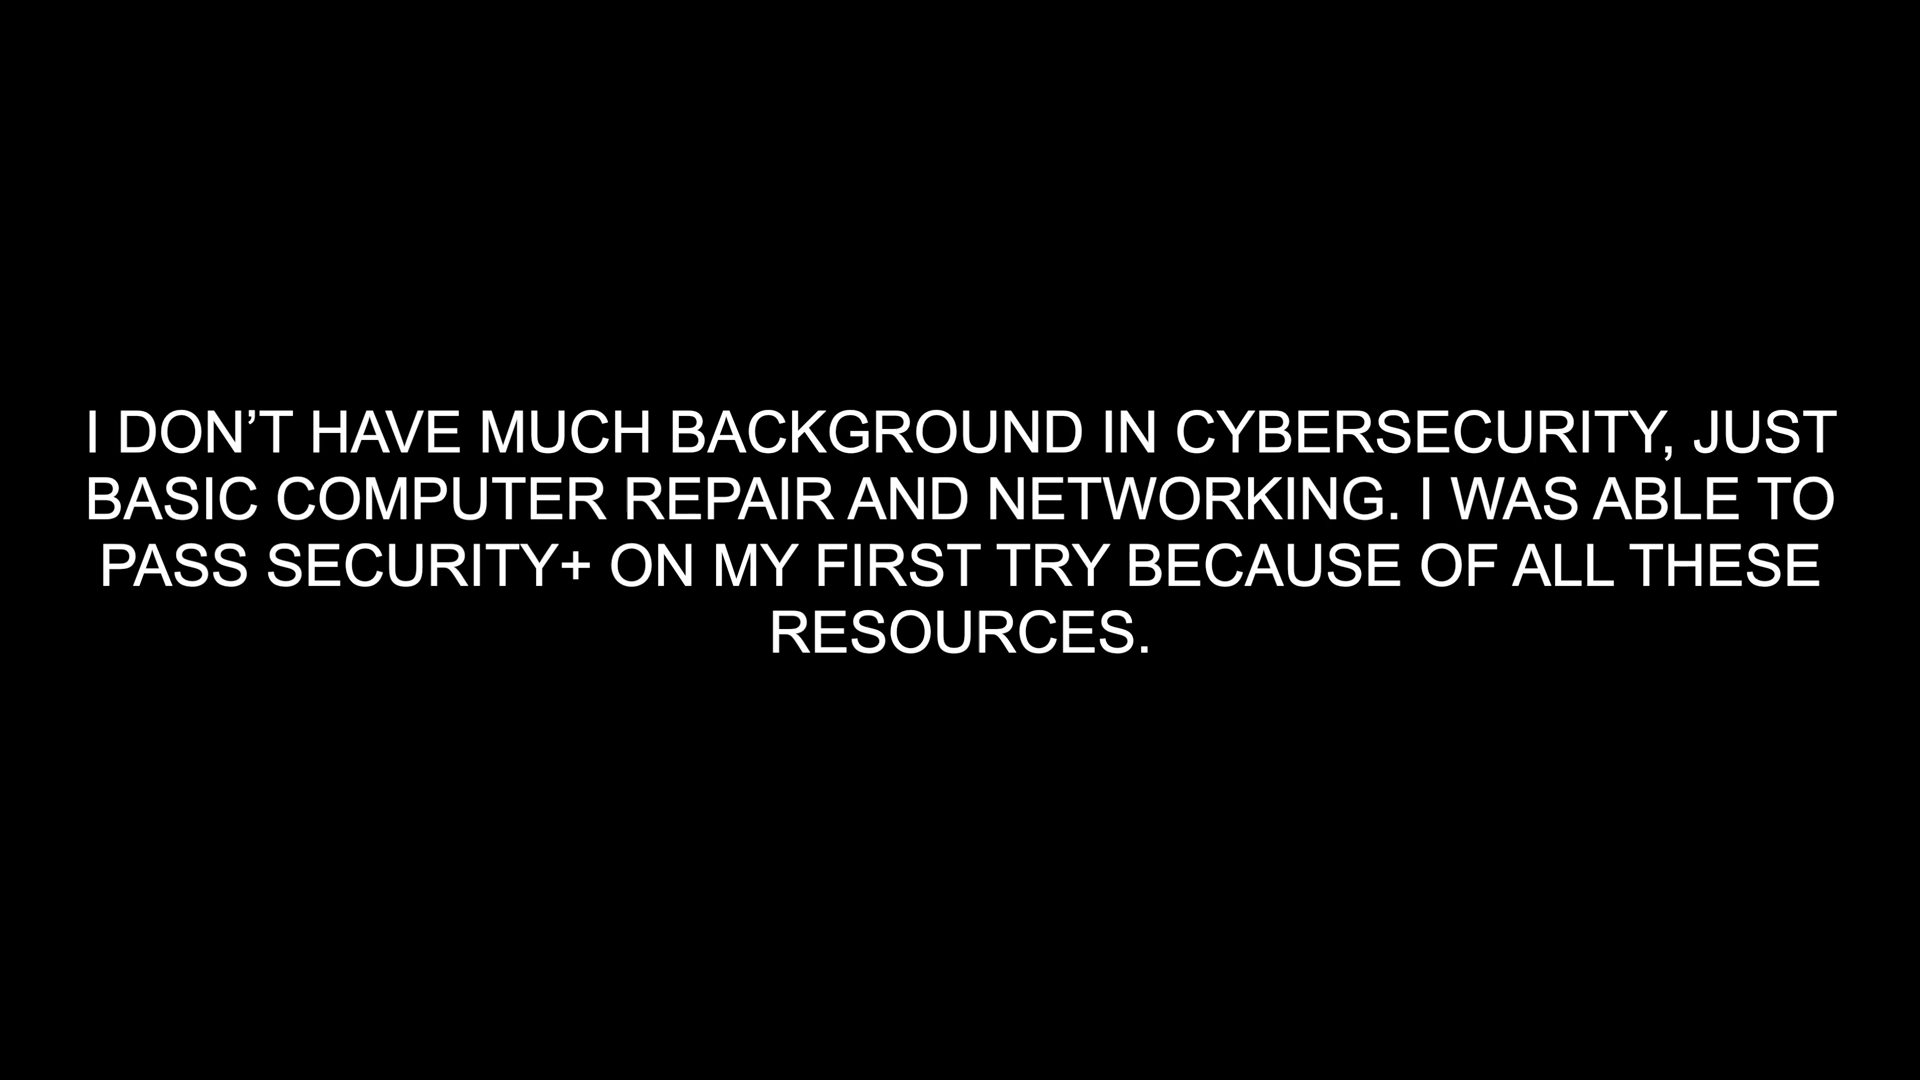 I DON’T HAVE MUCH BACKGROUND IN CYBERSECURITY, JUST
BASIC COMPUTER REPAIR AND NETWORKING. I WAS ABLE TO
PASS SECURITY+ ON MY FIRST TRY BECAUSE OF ALL THESE
RESOURCES.